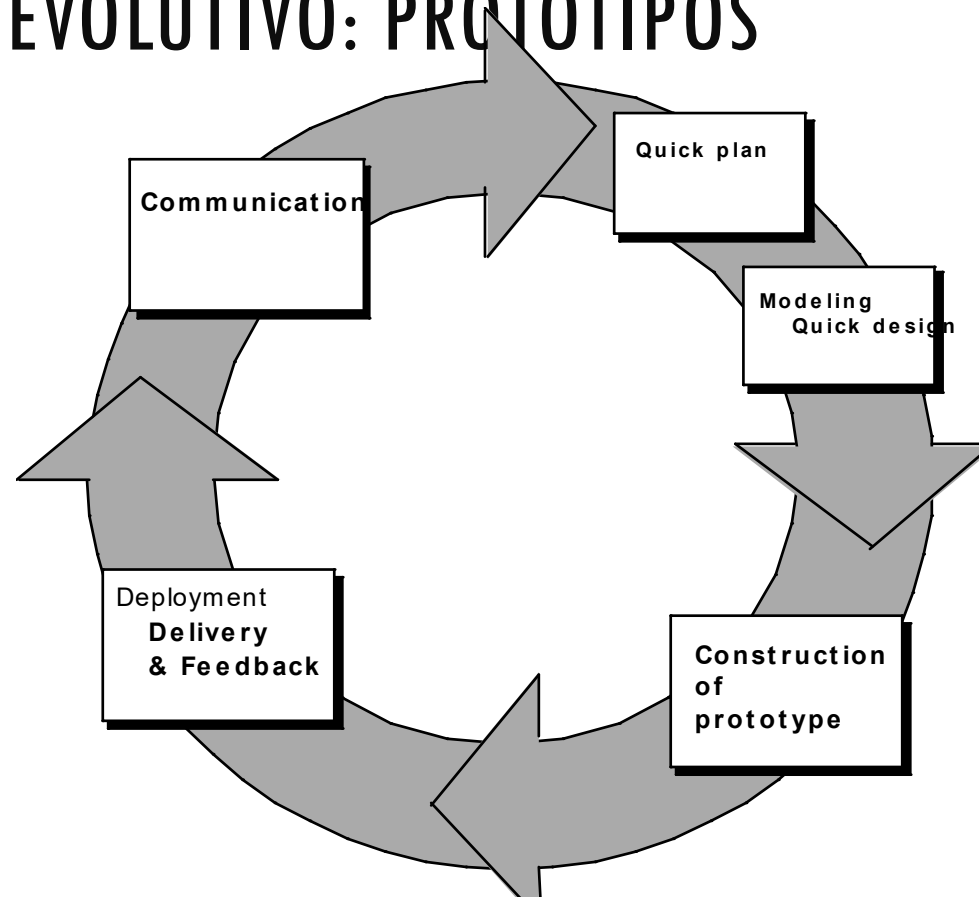 EVOLUTIVO: PROTOTIPOS
Communication
Quick plan
Modeling
Quick design
Construction
of
prototype
Deployment
Delivery
& Feedback